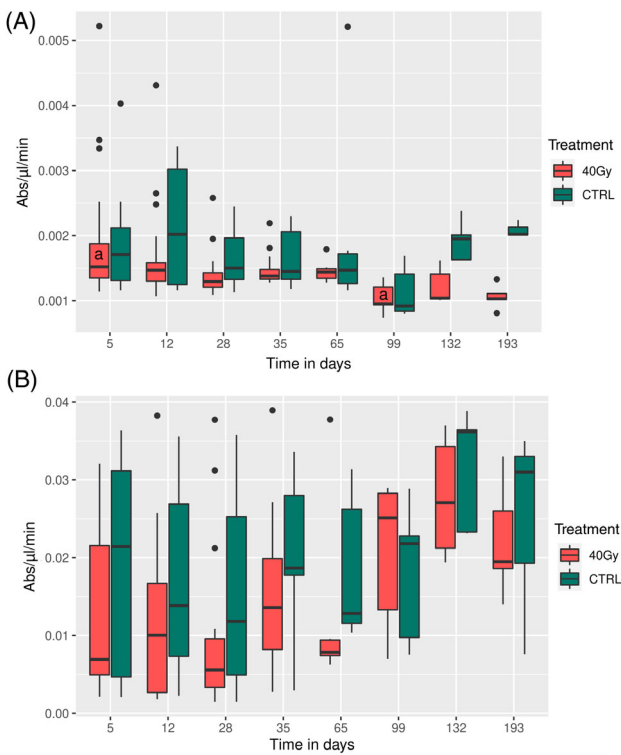 (A)
0.005
0.004
0.003
0.002
0.001
Abs/µl/min
a
a
5 12 28 35 65 99 132 193
Time in days
Treatment
40Gy
CTRL
(B)
0.04
0.03
0.02
0.01
0.00
Abs/µl/min
5 12 28 35 65 99 132 193
Time in days
Treatment
40Gy
CTRL